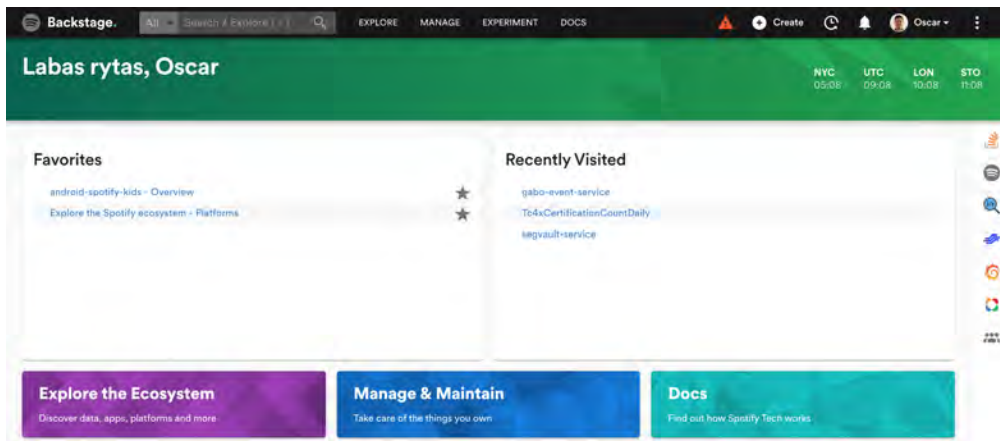 Backstage.
All
Search / Explore ( / )
EXPLORE
MANAGE
EXPERIMENT
DOCS
Create
Oscar
Labas rytas, Oscar
NYC UTC LON STO
05:08 09:08 10:08 11:08
Favorites
android-spotify-kids - Overview
Explore the Spotify ecosystem - Platforms
Recently Visited
gabo-event-service
Tc4xCertificationCountDaily
segvault-service
Explore the Ecosystem
Discover data, apps, platforms and more
Manage & Maintain
Take care of the things you own
Docs
Find out how Spotify Tech works